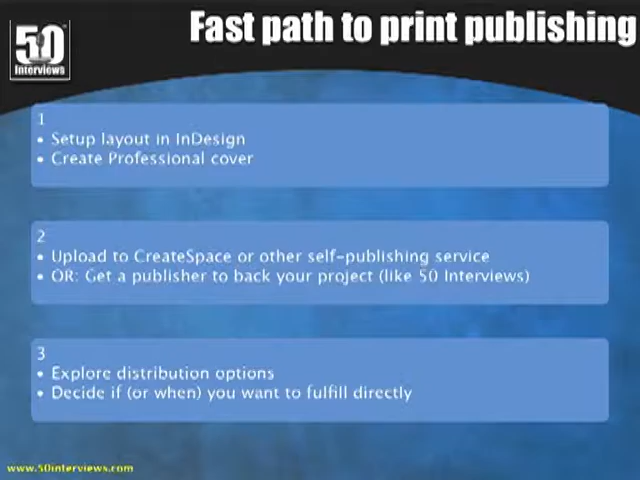 50
Interviews
Fast path to print publishing
1
• Setup layout in InDesign
• Create Professional cover
2
• Upload to CreateSpace or other self-publishing service
• OR: Get a publisher to back your project (like 50 Interviews)
3
• Explore distribution options
• Decide if (or when) you want to fulfill directly
www.50interviews.com